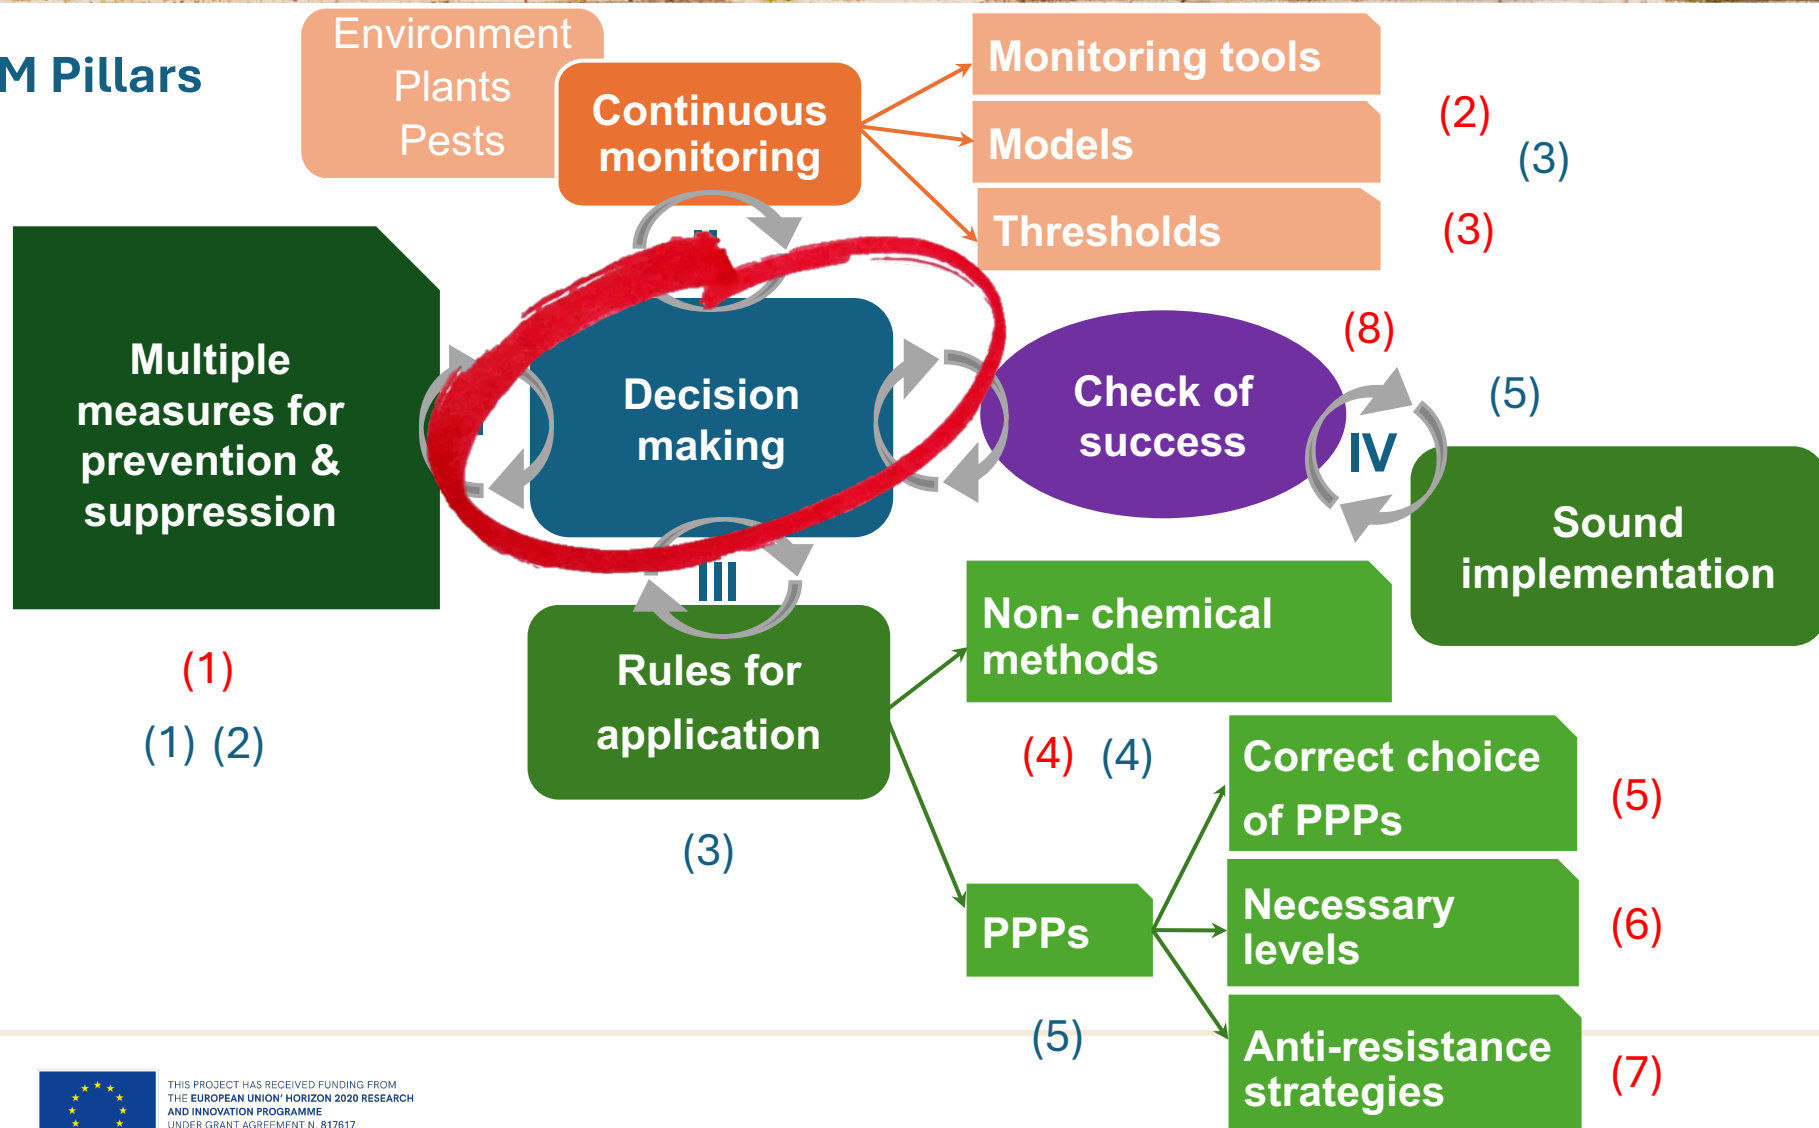 M Pillars
Environment
Plants
Pests
Continuous
monitoring
Monitoring tools
Models
Thresholds
(2)
(3)
(3)
Multiple
measures for
prevention &
suppression
(1)
(1) (2)
Decision
making
Check of
success
(8)
(5)
IV
Sound
implementation
III
Rules for
application
(3)
Non- chemical
methods
(4) (4)
PPPs
(5)
Correct choice
of PPPs
(5)
Necessary
levels
(6)
Anti-resistance
strategies
(7)
THIS PROJECT HAS RECEIVED FUNDING FROM
THE EUROPEAN UNION' HORIZON 2020 RESEARCH
AND INNOVATION PROGRAMME
UNDER GRANT AGREEMENT N. 817617